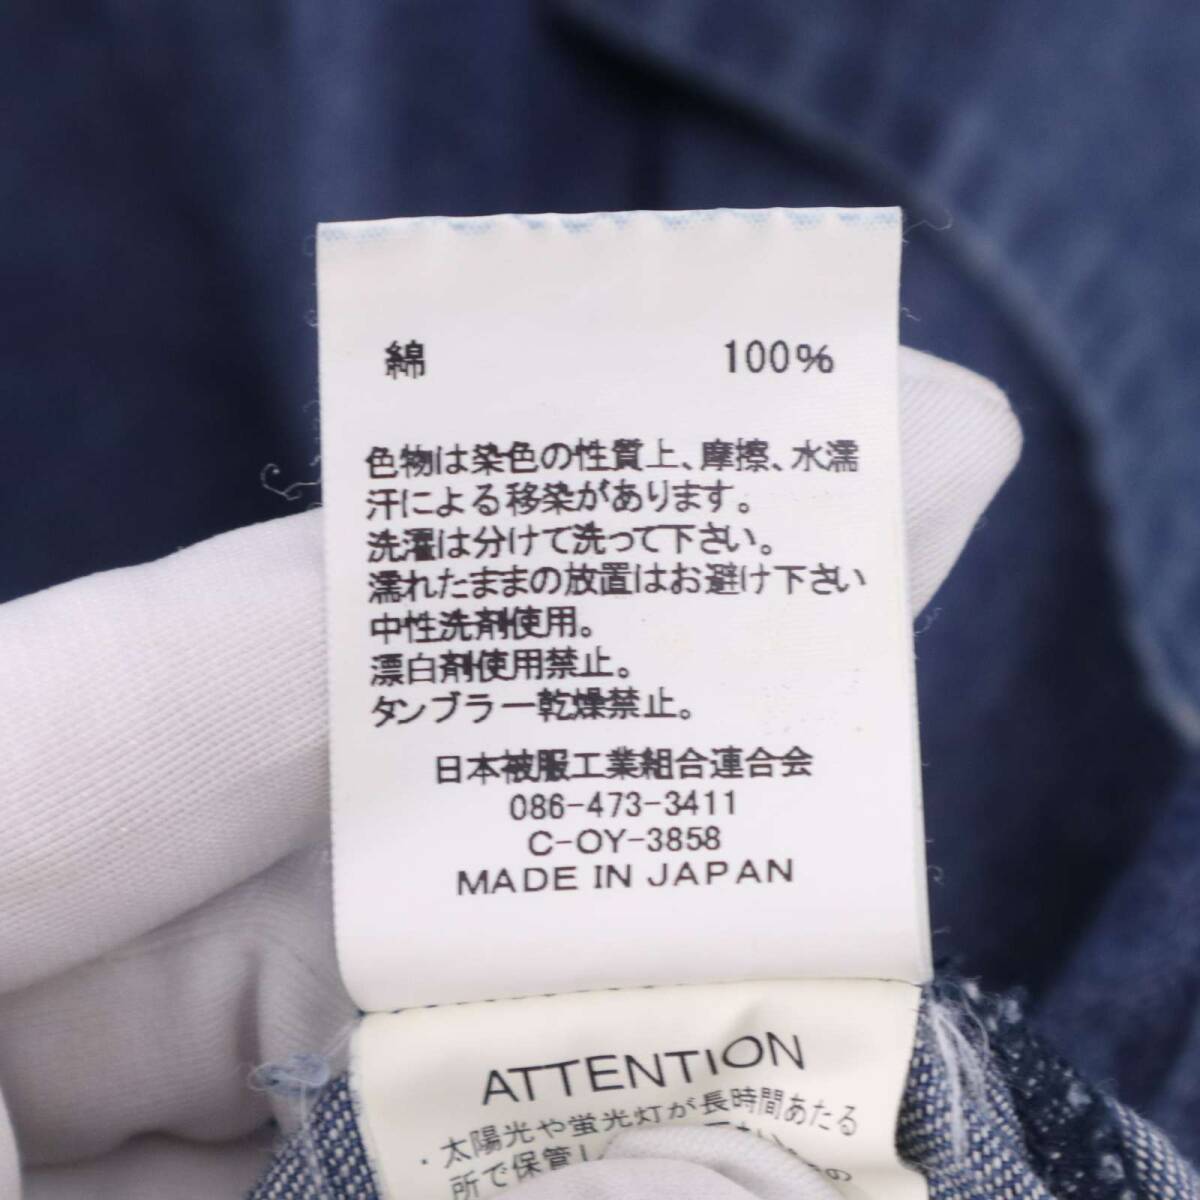 綿 100%
色物は染色の性質上、摩擦、水濡
汗による移染があります。
洗濯は分けて洗って下さい。
濡れたままの放置はお避け下さい
中性洗剤使用。
漂白剤使用禁止。
タンブラー乾燥禁止。
日本被服工業組合連合会
086-473-3411
C-OY-3858
MADE IN JAPAN
ATTENTION
・太陽光や蛍光灯が長時間あたる
所で保管し